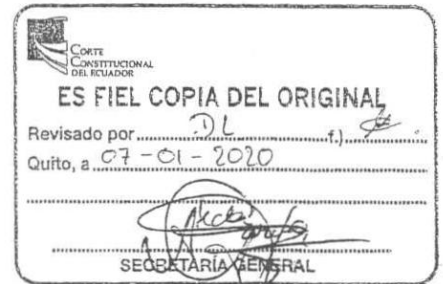 CORTE
CONSTITUCIONAL
DEL ECUADOR
ES FIEL COPIA DEL ORIGINAL
Revisado por DL f.)
Quito, a 07-01-2020
SECRETARÍA GENERAL